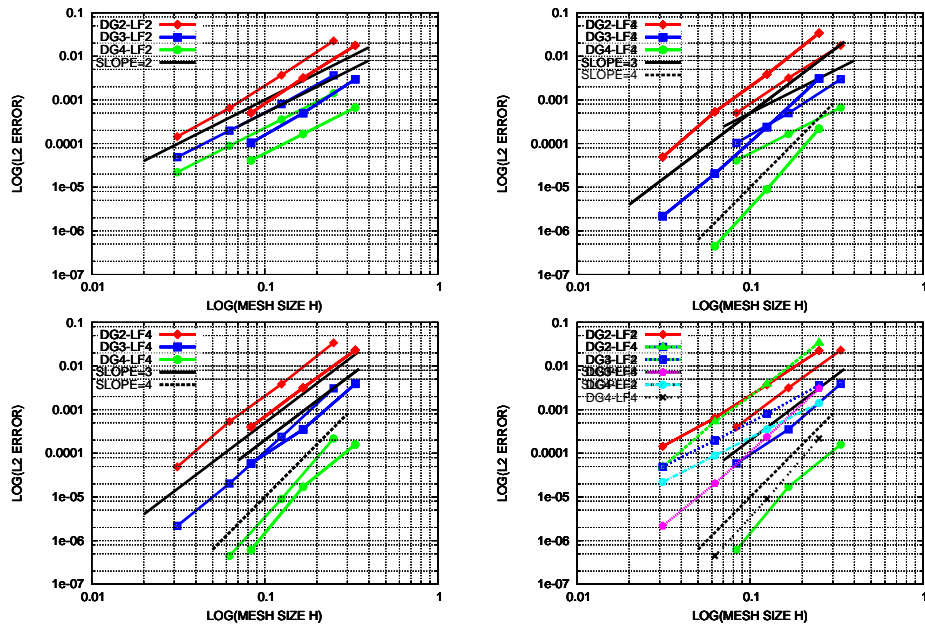 0.1
0.01
0.001
0.0001
1e-05
1e-06
1e-07
LOG(L2 ERROR)
DG2-LF2
DG3-LF2
DG4-LF2
SLOPE=2
0.01
0.1
1
LOG(MESH SIZE H)
0.1
0.01
0.001
0.0001
1e-05
1e-06
1e-07
LOG(L2 ERROR)
SLOPE=3
SLOPE=4
0.01
0.1
1
LOG(MESH SIZE H)
0.1
0.01
0.001
0.0001
1e-05
1e-06
1e-07
LOG(L2 ERROR)
DG2-LF4
DG3-LF4
DG4-LF4
SLOPE=3
SLOPE=4
0.01
0.1
1
LOG(MESH SIZE H)
0.1
0.01
0.001
0.0001
1e-05
1e-06
1e-07
LOG(L2 ERROR)
DG4-LF4
0.01
0.1
1
LOG(MESH SIZE H)